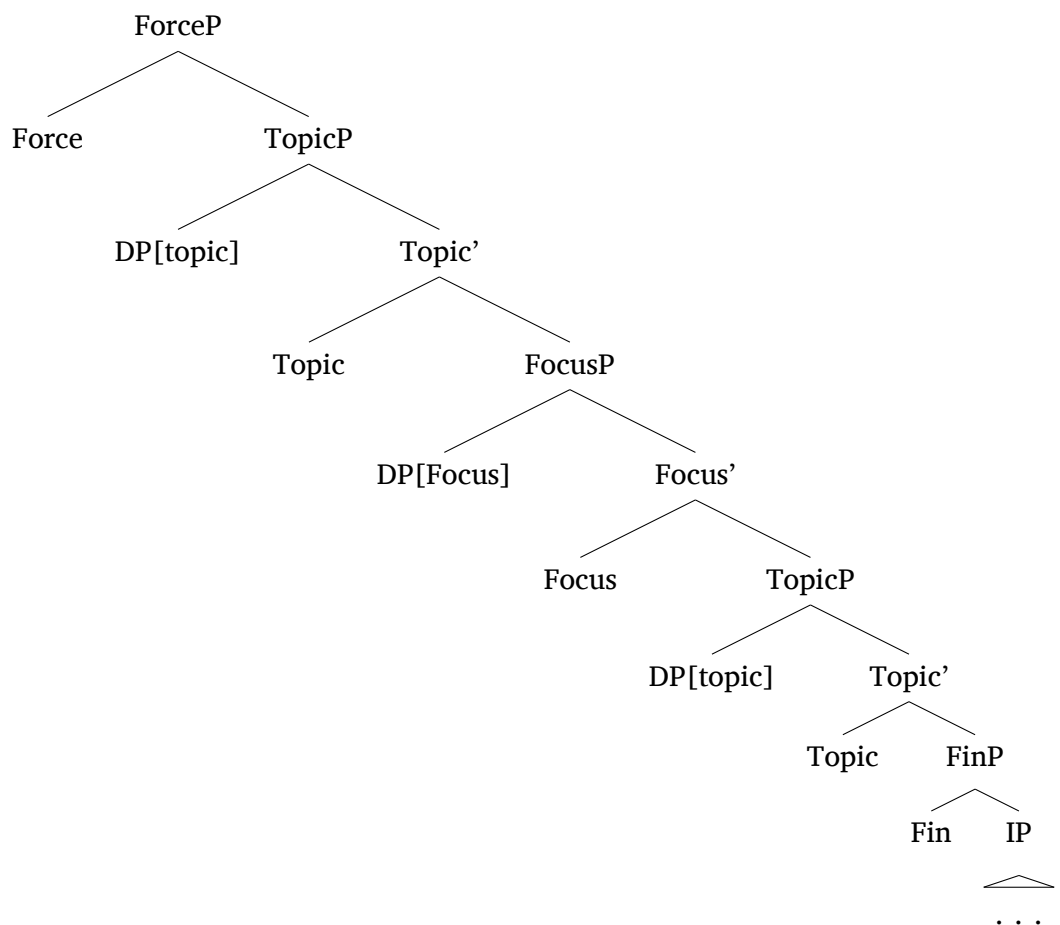 ForceP
Force TopicP
DP[topic] Topic’
Topic FocusP
DP[Focus] Focus’
Focus TopicP
DP[topic] Topic’
Topic FinP
Fin IP
. . .